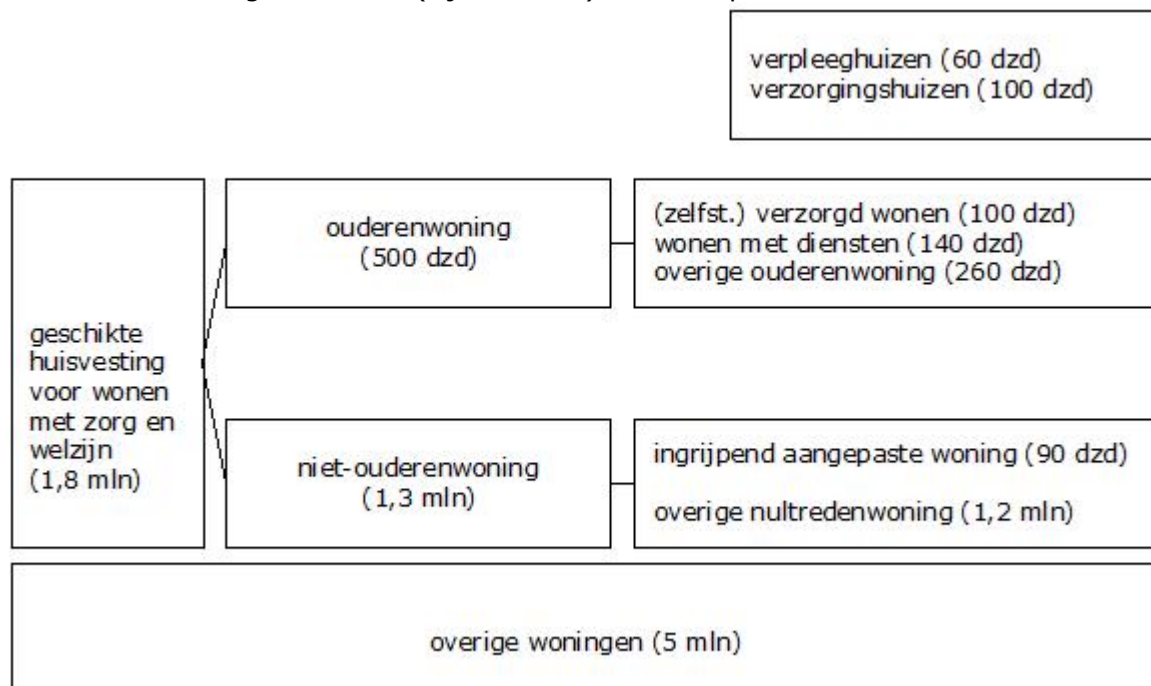 verpleeghuizen (60 dzd)
verzorgingshuizen (100 dzd)
geschikte
huisvesting
voor wonen
met zorg en
welzijn
(1,8 mln)
ouderenwoning
(500 dzd)
(zelfst.) verzorgd wonen (100 dzd)
wonen met diensten (140 dzd)
overige ouderenwoning (260 dzd)
niet-ouderenwoning
(1,3 mln)
ingrijpend aangepaste woning (90 dzd)
overige nultredenwoning (1,2 mln)
overige woningen (5 mln)